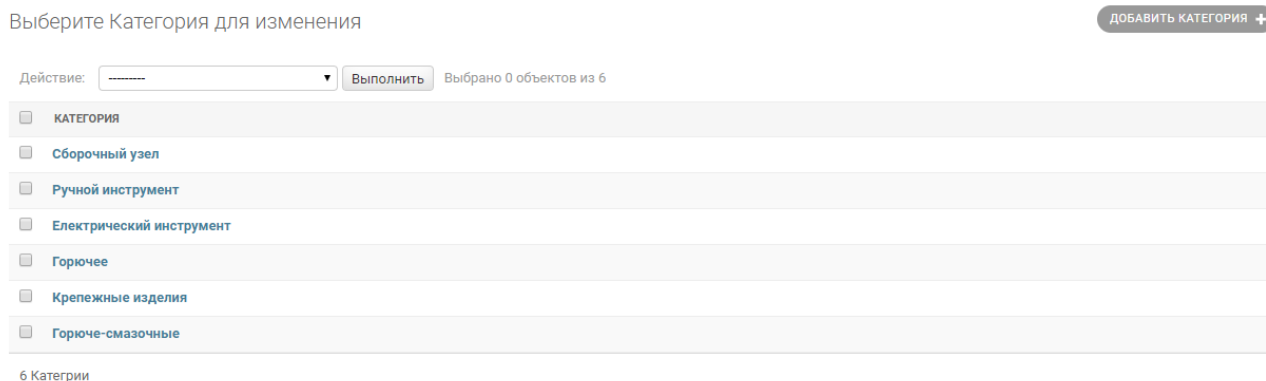 Выберите Категория для изменения
ДОБАВИТЬ КАТЕГОРИЯ +
Действие: --------- Выполнить Выбрано 0 объектов из 6
КАТЕГОРИЯ
Сборочный узел
Ручной инструмент
Електрический инструмент
Горючее
Крепежные изделия
Горюче-смазочные
6 Категрии